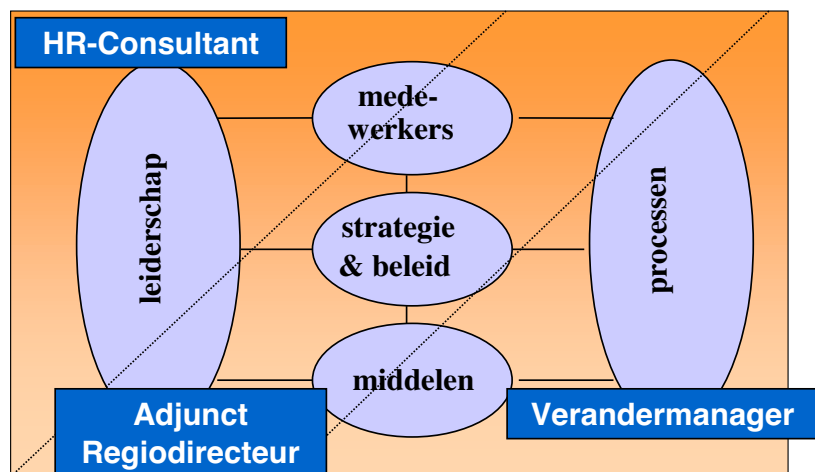 HR-Consultant
mede-
werkers
leiderschap
strategie
& beleid
processen
middelen
Adjunct
Regiodirecteur
Verandermanager